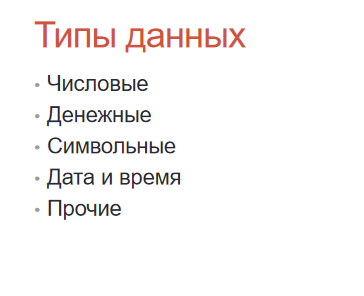 Типы данных
• Числовые
• Денежные
• Символьные
• Дата и время
• Прочие